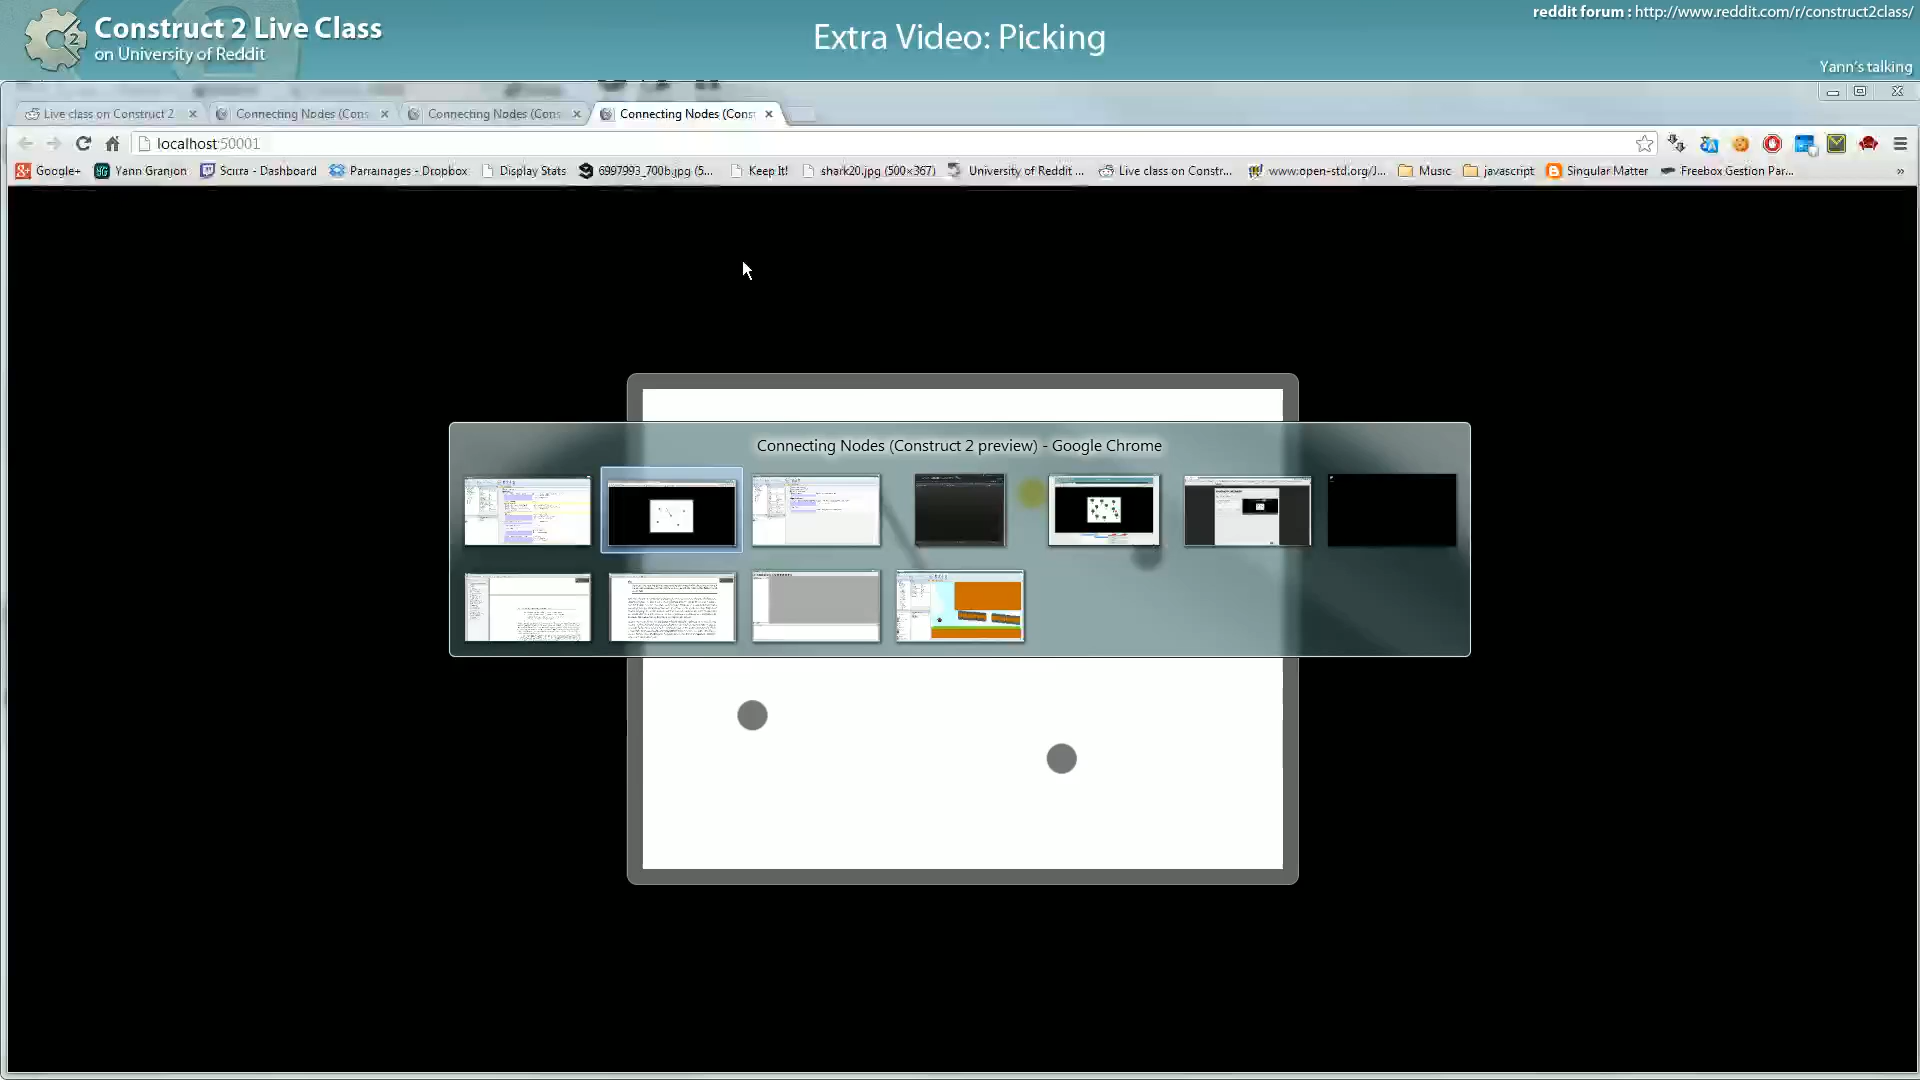 Construct 2 Live Class
on University of Reddit
Extra Video: Picking
reddit forum : http://www.reddit.com/r/construct2class/
Yann's talking
Live class on Construct 2
Connecting Nodes (Cons
Connecting Nodes (Cons
Connecting Nodes (Const
localhost:50001
Google+
Yann Granjon
Scirra - Dashboard
Parrainages - Dropbox
Display Stats
6997993_700b.jpg (5...
Keep It!
shark20.jpg (500×367)
University of Reddit ...
Live class on Constr...
www.open-std.org/J...
Music
javascript
Singular Matter
Freebox Gestion Par...
»
Connecting Nodes (Construct 2 preview) - Google Chrome